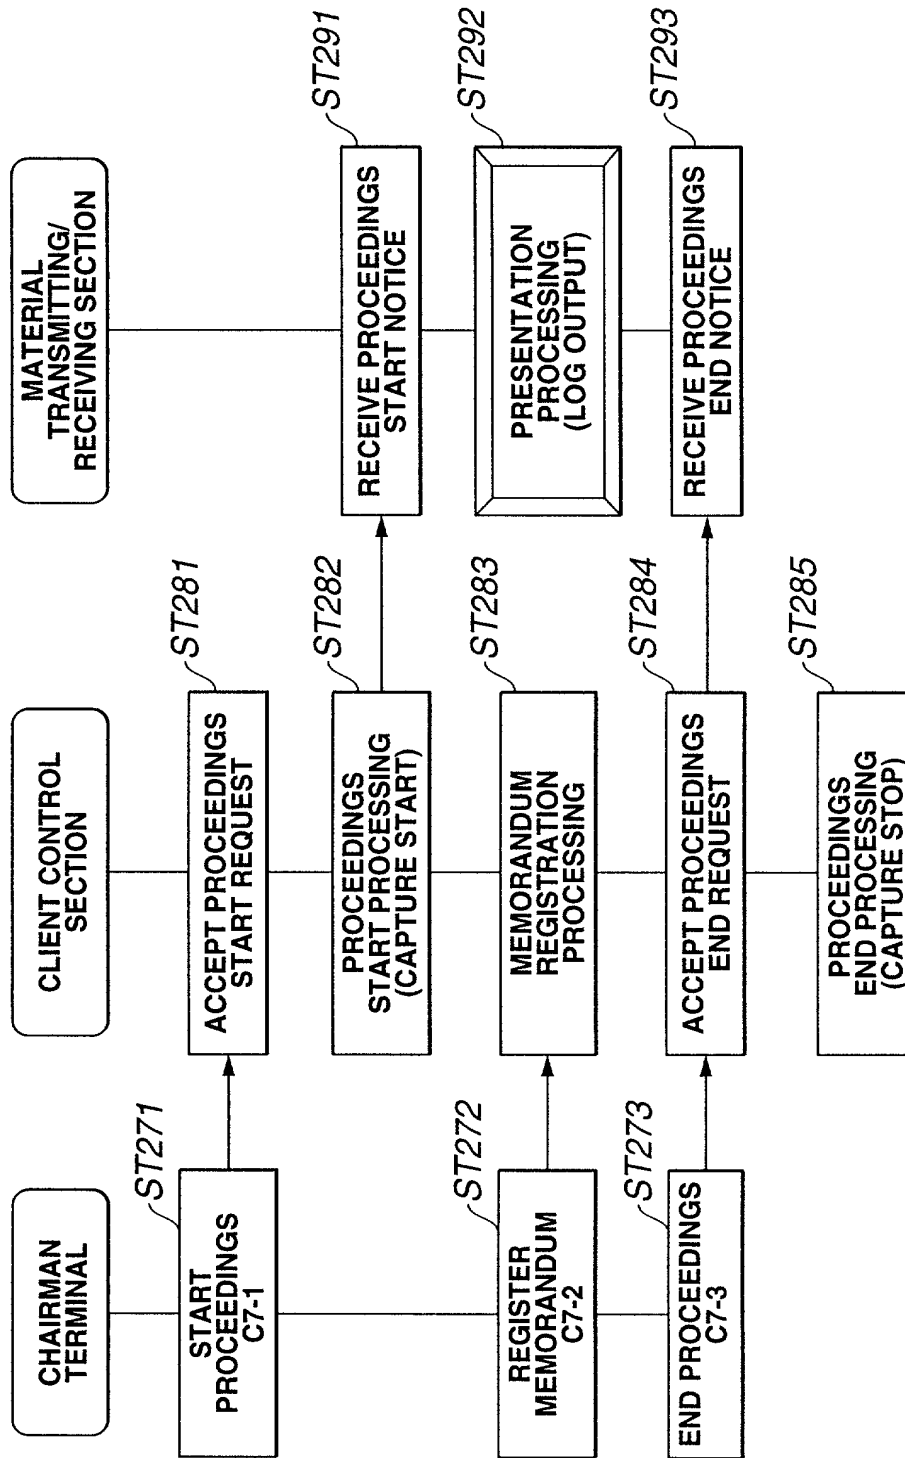 CHAIRMAN
TERMINAL
ST271
START
PROCEEDINGS
C7-1
ST272
REGISTER
MEMORANDUM
C7-2
ST273
END PROCEEDINGS
C7-3
CLIENT CONTROL
SECTION
ST281
ACCEPT PROCEEDINGS
START REQUEST
ST282
PROCEEDINGS
START PROCESSING
(CAPTURE START)
ST283
MEMORANDUM
REGISTRATION
PROCESSING
ST284
ACCEPT PROCEEDINGS
END REQUEST
ST285
PROCEEDINGS
END PROCESSING
(CAPTURE STOP)
MATERIAL
TRANSMITTING/
RECEIVING SECTION
ST291
RECEIVE PROCEEDINGS
START NOTICE
ST292
PRESENTATION
PROCESSING
(LOG OUTPUT)
ST293
RECEIVE PROCEEDINGS
END NOTICE